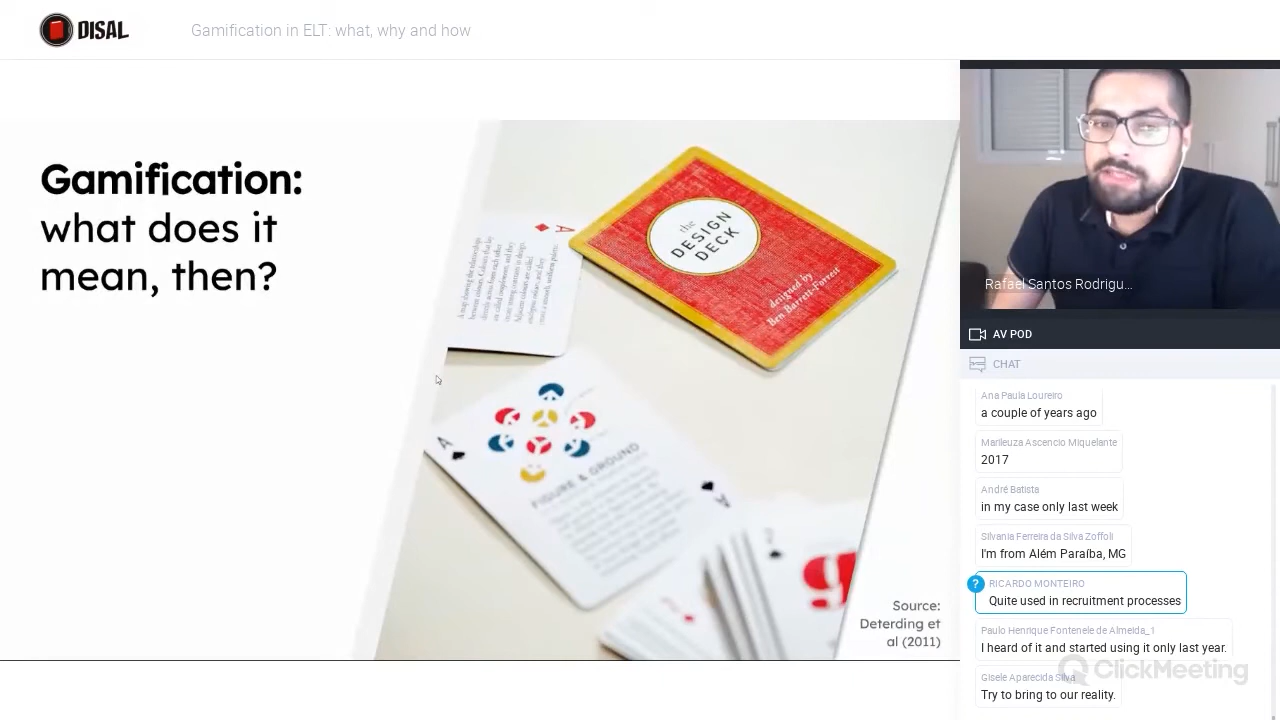 DISAL
Gamification in ELT: what, why and how
Gamification:
what does it
mean, then?
A
the
DESIGN
DECK
designed by
Ben Barrett-Forrest
A
FIGURE & GROUND
A
Source:
Deterding et
al (2011)
Rafael Santos Rodrigu...
AV POD
CHAT
Ana Paula Loureiro
a couple of years ago
Marileuza Ascencio Miquelante
2017
André Batista
in my case only last week
Silvania Ferreira da Silva Zoffoli
I'm from Além Paraíba, MG
?
RICARDO MONTEIRO
Quite used in recruitment processes
Paulo Henrique Fontenele de Almeida_1
I heard of it and started using it only last year.
Gisele Aparecida Silva
Try to bring to our reality.
ClickMeeting